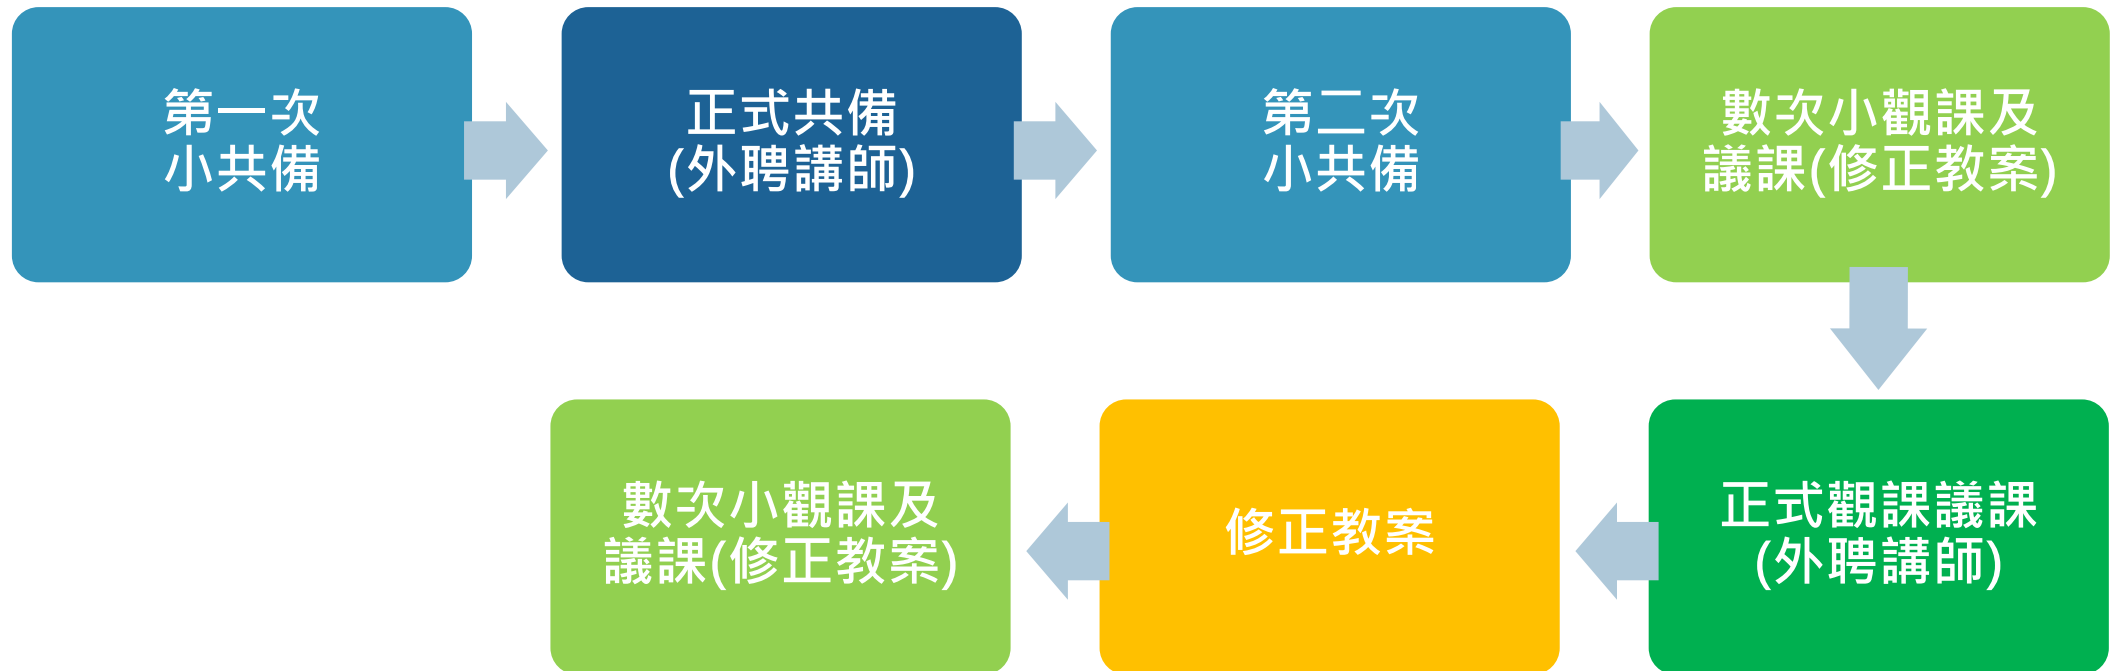 第一次
小共備
正式共備
(外聘講師)
第二次
小共備
數次小觀課及
議課(修正教案)
正式觀課議課
(外聘講師)
修正教案
數次小觀課及
議課(修正教案)